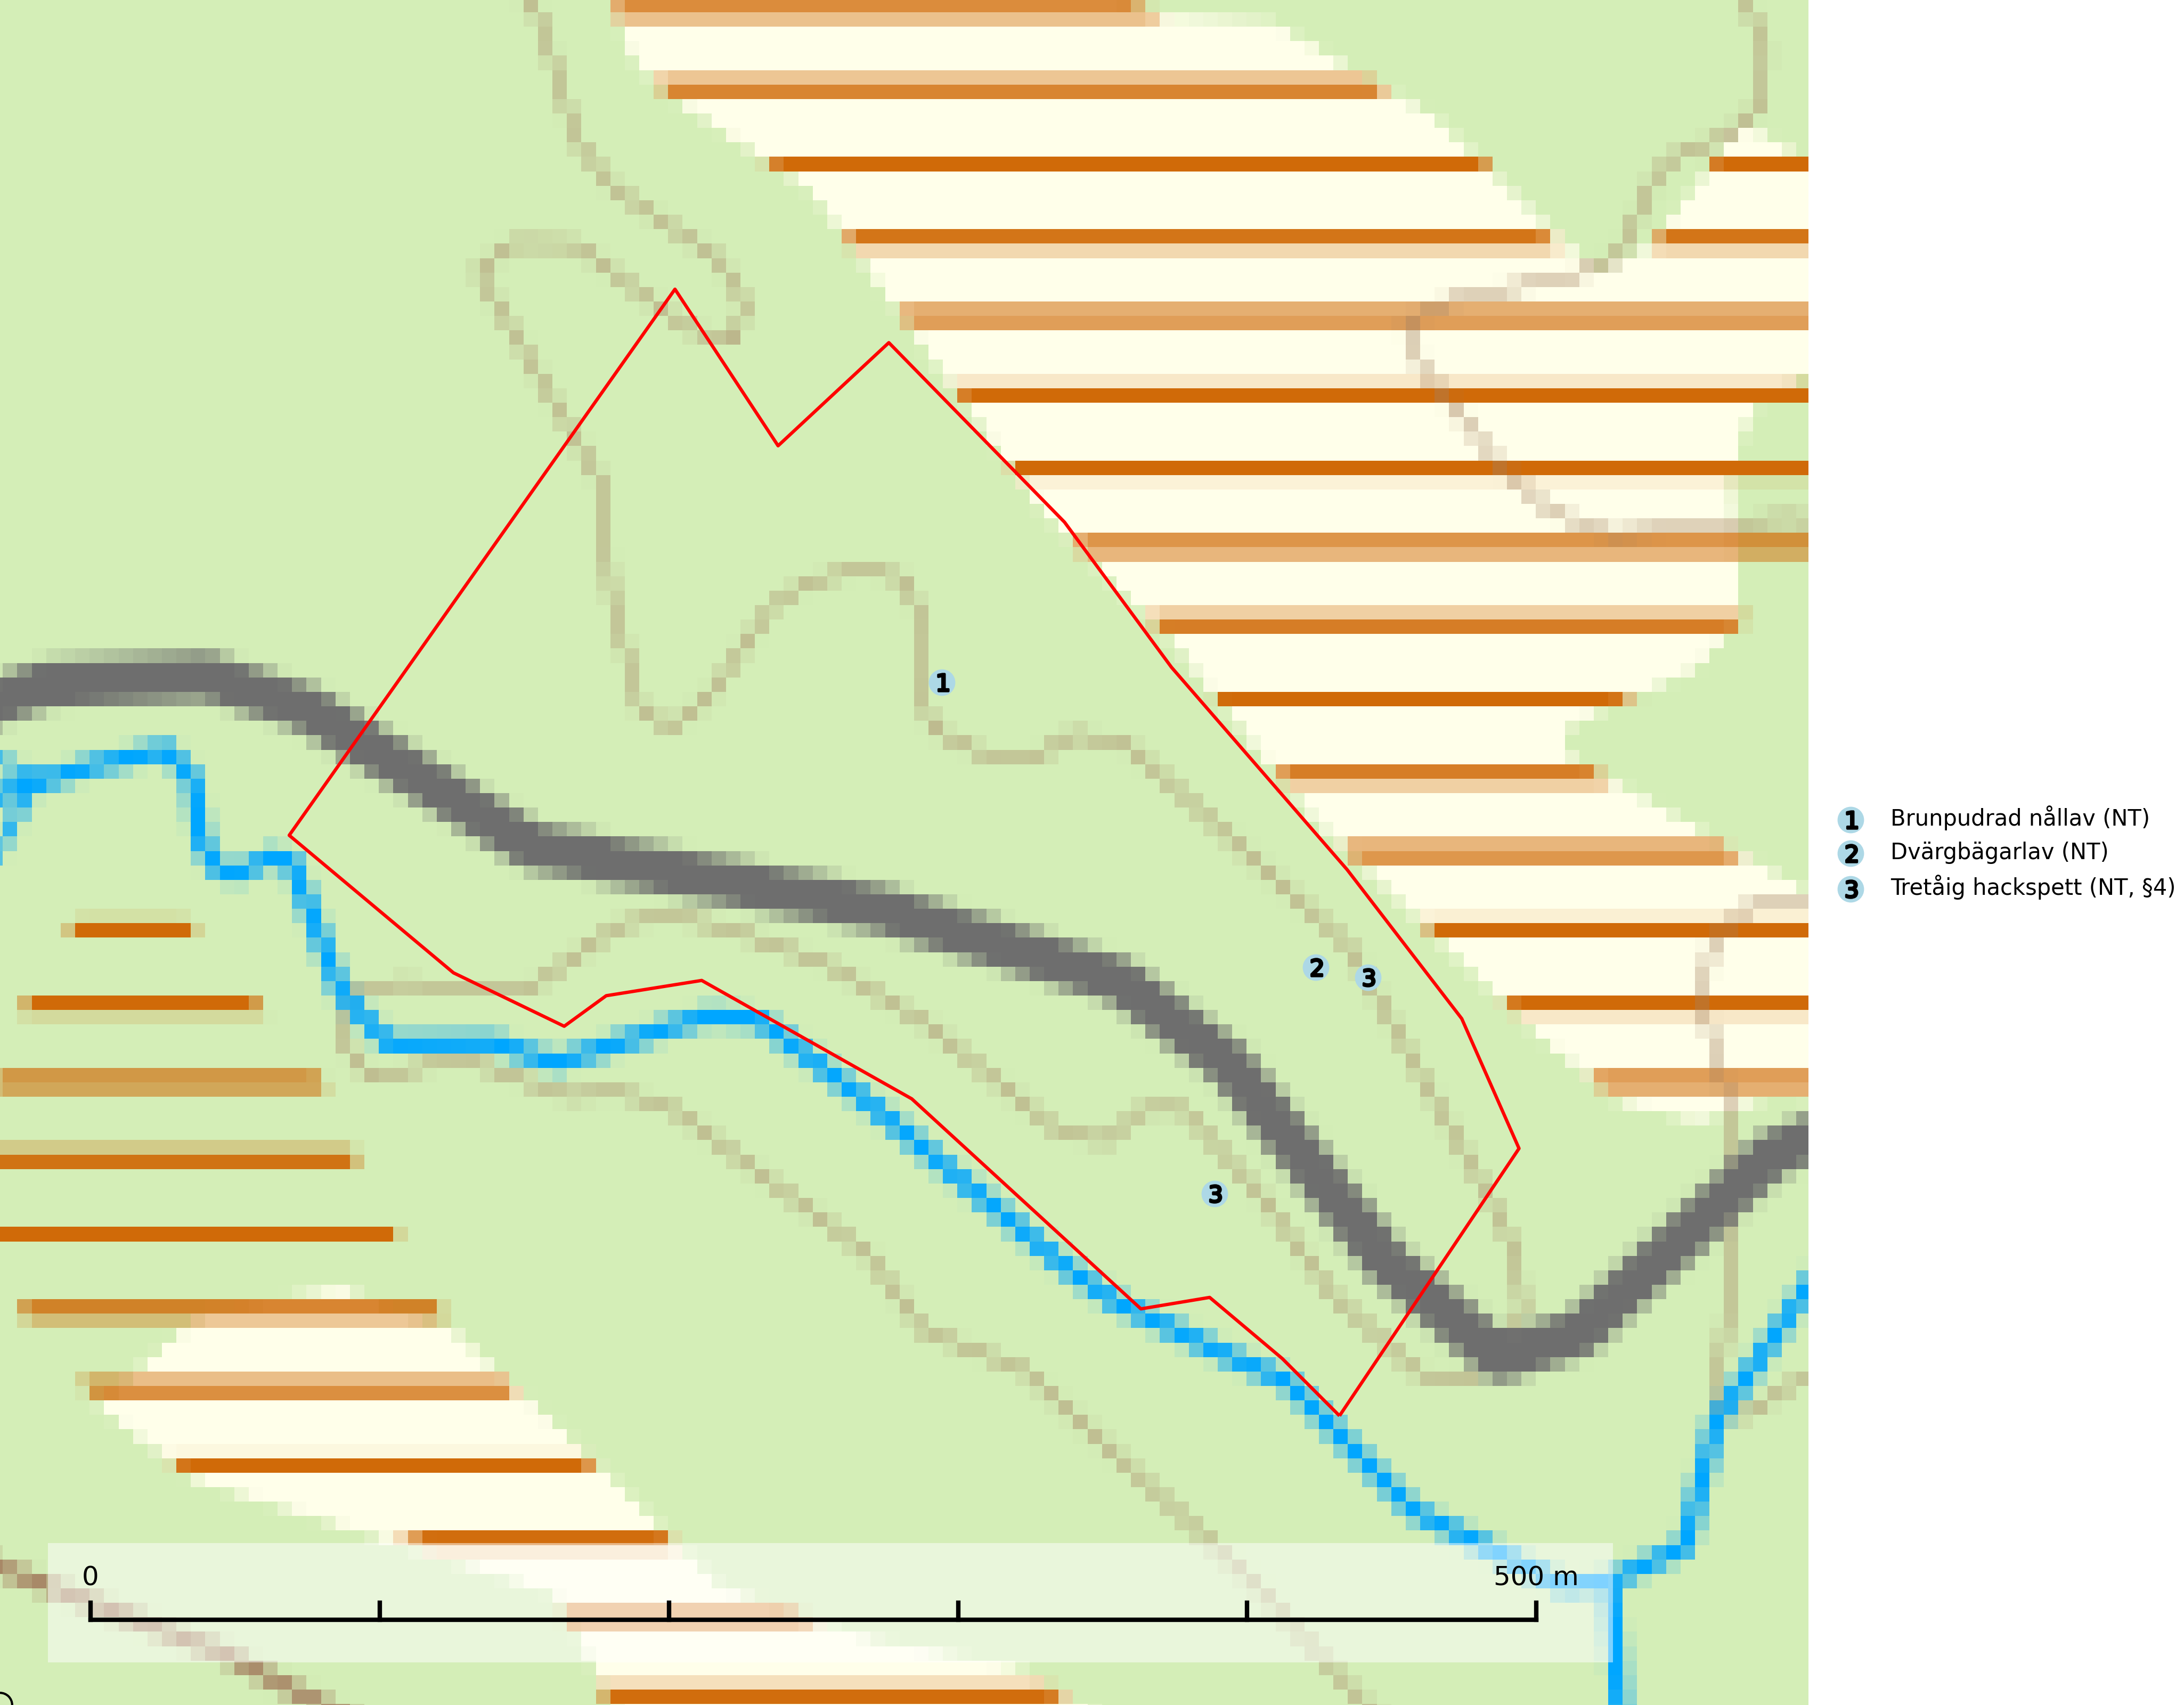 1
2
3
3
1 Brunpudrad nållav (NT)
2 Dvärgbägarlav (NT)
3 Tretåig hackspett (NT, §4)
0 500 m